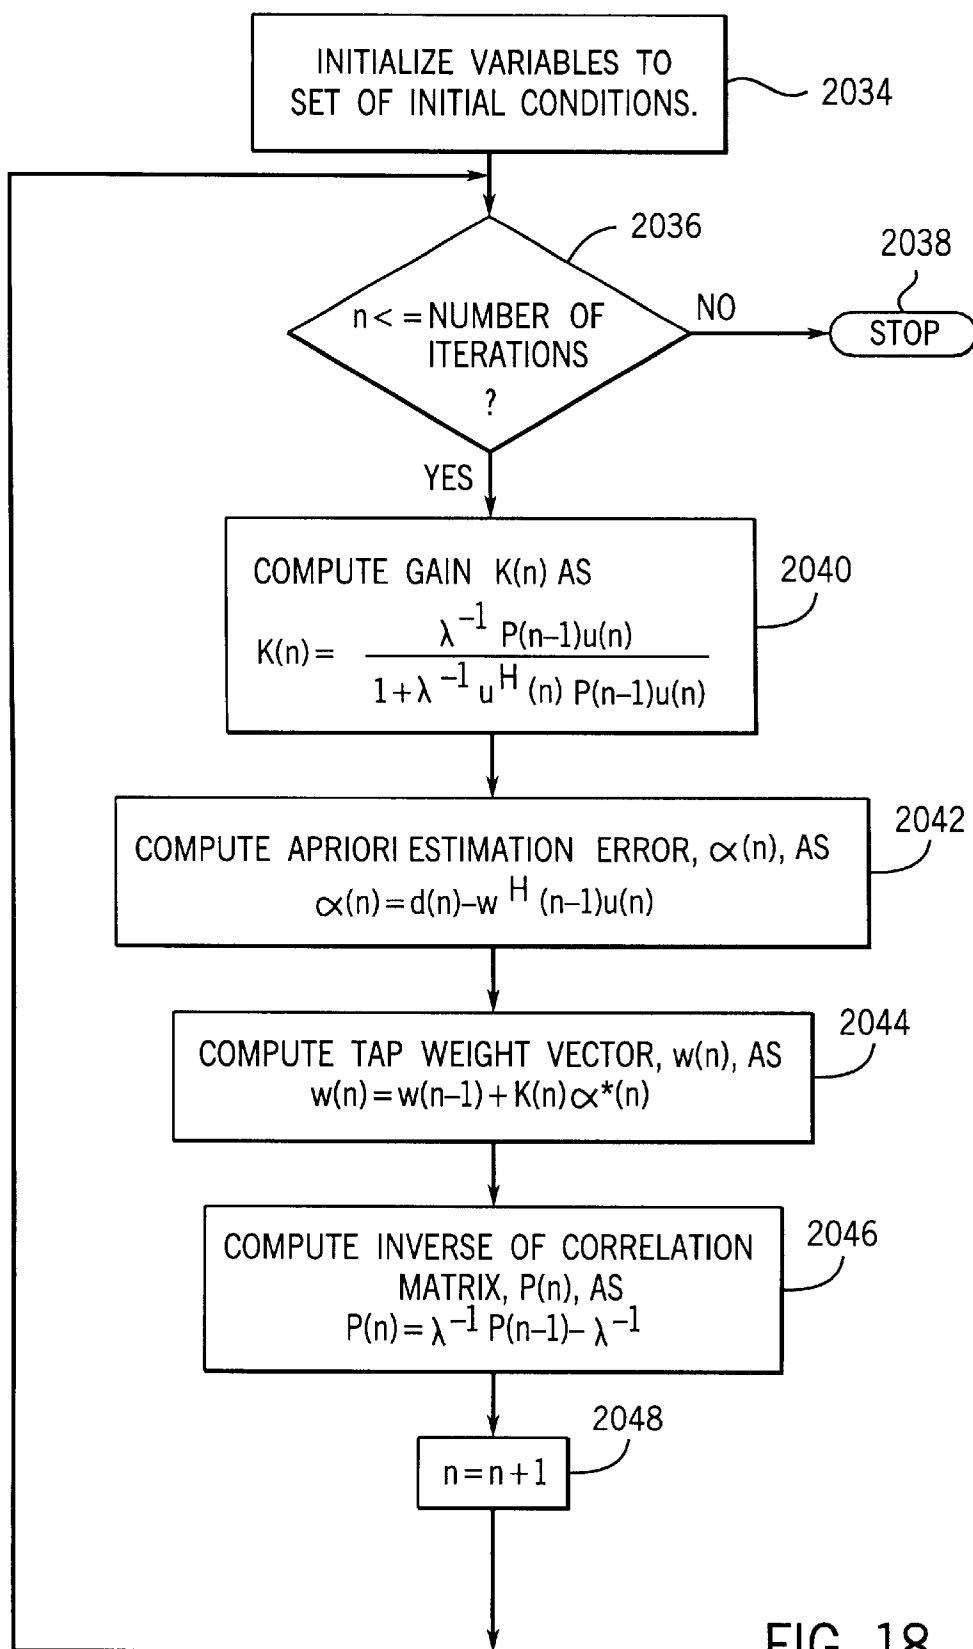 INITIALIZE VARIABLES TO
SET OF INITIAL CONDITIONS.
2034
2036
2038
n < = NUMBER OF
ITERATIONS
?
NO
STOP
YES
COMPUTE GAIN K(n) AS
2040
K(n) = λ⁻¹ P(n–1)u(n)
1+λ⁻¹ u^H (n) P(n–1)u(n)
2042
COMPUTE APRIORI ESTIMATION ERROR, ∝(n), AS
∝(n) = d(n)–w^H (n–1)u(n)
2044
COMPUTE TAP WEIGHT VECTOR, w(n), AS
w(n) = w(n–1) + K(n)∝*(n)
2046
COMPUTE INVERSE OF CORRELATION
MATRIX, P(n), AS
P(n) = λ⁻¹ P(n–1)– λ⁻¹
2048
n = n + 1
FIG. 18